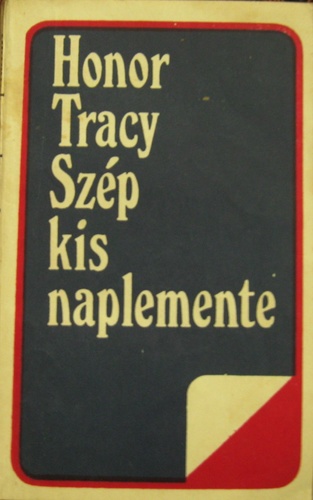 Honor
Tracy
Szép
kis
naplemente